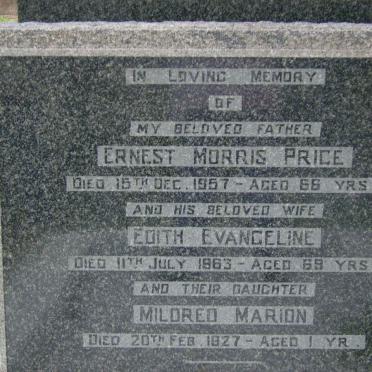 IN LOVING MEMORY
OF
MY BELOVED FATHER
ERNEST MORRIS PRICE
DIED 15TH DEC. 1957 - AGED 66 YRS
AND HIS BELOVED WIFE
EDITH EVANGELINE
DIED 11TH JULY 1963 - AGED 69 YRS
AND THEIR DAUGHTER
MILDRED MARION
DIED 20TH FEB. 1927 - AGED 1 YR.